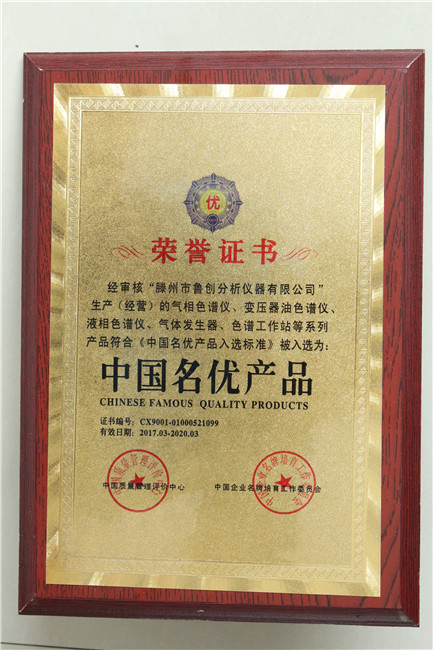 优
荣誉证书
经审核“滕州市鲁创分析仪器有限公司”
生产（经营）的气相色谱仪、变压器油色谱仪、
液相色谱仪、气体发生器、色谱工作站等系列
产品符合《中国名优产品入选标准》被入选为：
中国名优产品
CHINESE FAMOUS QUALITY PRODUCTS
证书编号：CX9001-01000521099
有效日期：2017.03-2020.03
中国质量管理评价中心
中国企业名牌培育工作委员会